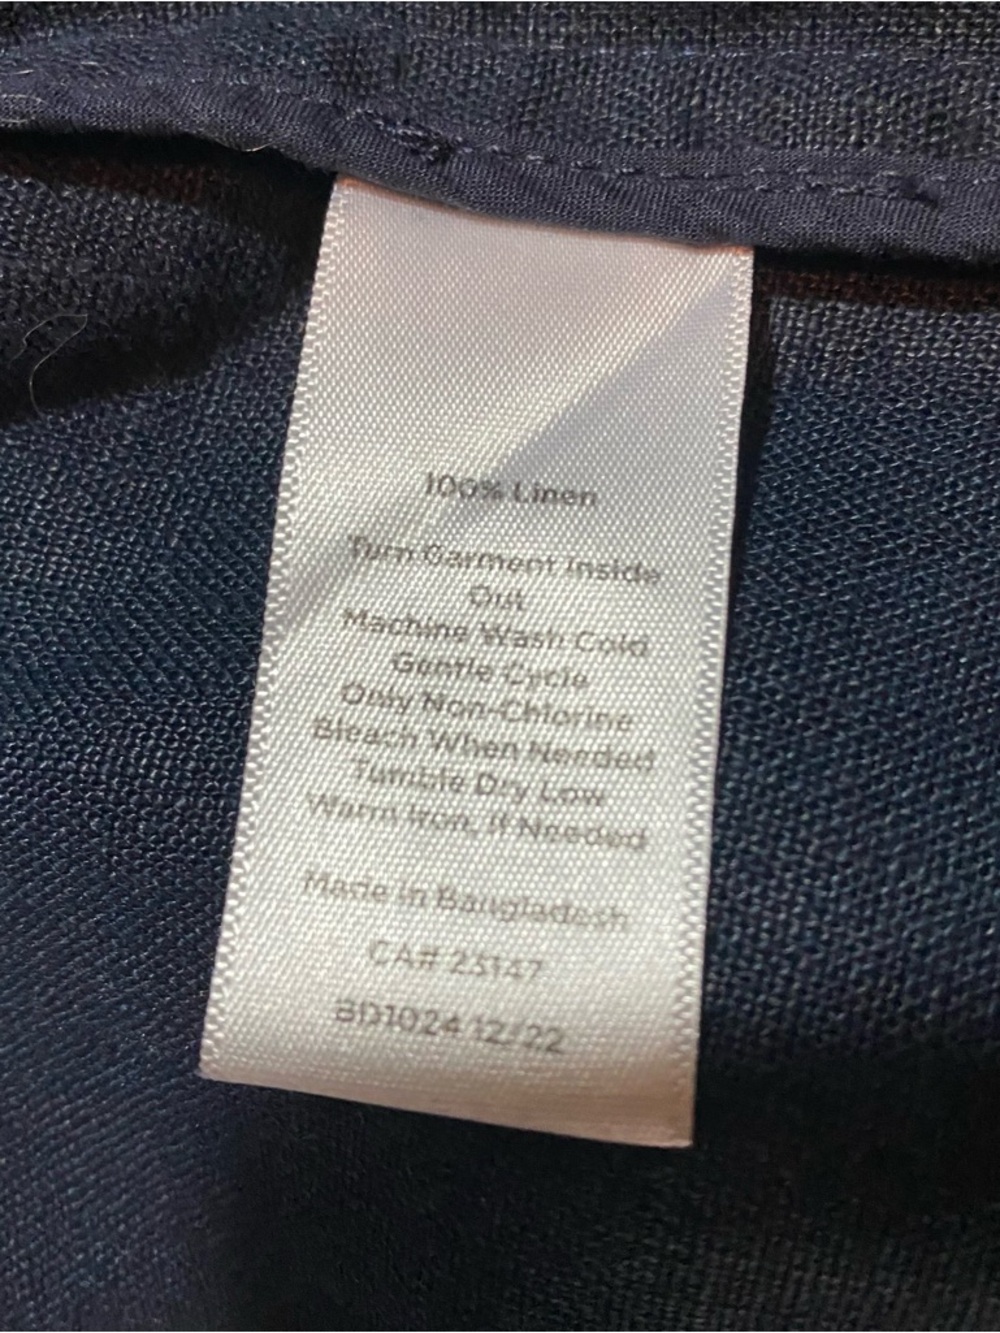 100% Linen
Turn Garment Inside
Out
Machine Wash Cold
Gentle Cycle
Only Non-Chlorine
Bleach When Needed
Tumble Dry Low
Warm Iron, If Needed
Made in Bangladesh
CA# 23147
BD1024 12/22